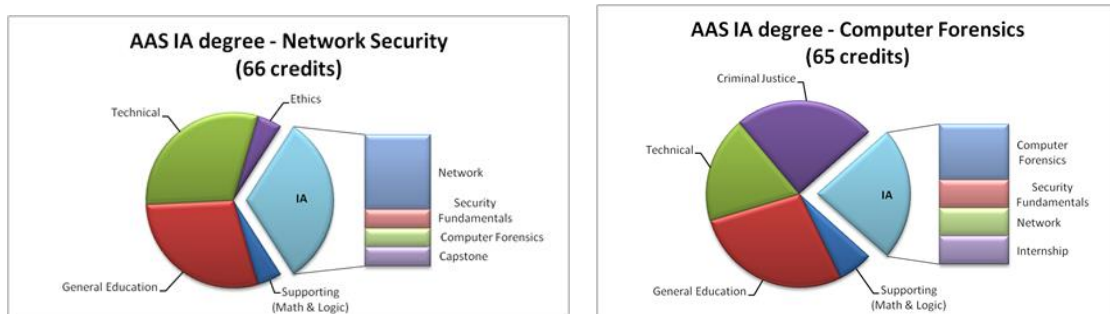 AAS IA degree - Network Security
(66 credits)
Ethics
Technical
IA
Network
Security
Fundamentals
Computer Forensics
Capstone
General Education
Supporting
(Math & Logic)
AAS IA degree - Computer Forensics
(65 credits)
Criminal Justice
Technical
IA
Computer
Forensics
Security
Fundamentals
Network
Internship
General Education
Supporting
(Math & Logic)